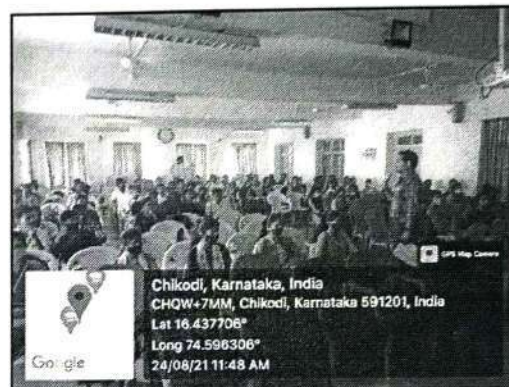 GPS Map Camera
Chikodi, Karnataka, India
CHQW+7MM, Chikodi, Karnataka 591201, India
Lat 16.437706°
Long 74.596306°
24/08/21 11:48 AM
Google